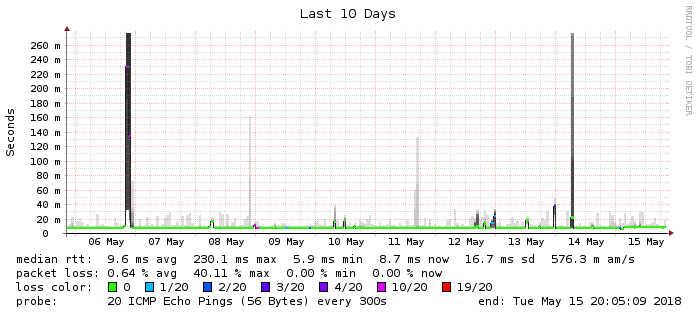 Last 10 Days
RRDTOOL / TOBI OETIKER
Seconds
260 m
240 m
220 m
200 m
180 m
160 m
140 m
120 m
100 m
80 m
60 m
40 m
20 m
0
06 May 07 May 08 May 09 May 10 May 11 May 12 May 13 May 14 May 15 May
median rtt: 9.6 ms avg 230.1 ms max 5.9 ms min 8.7 ms now 16.7 ms sd 576.3 m am/s
packet loss: 0.64 % avg 40.11 % max 0.00 % min 0.00 % now
loss color: 0 1/20 2/20 3/20 4/20 10/20 19/20
probe: 20 ICMP Echo Pings (56 Bytes) every 300s end: Tue May 15 20:05:09 2018